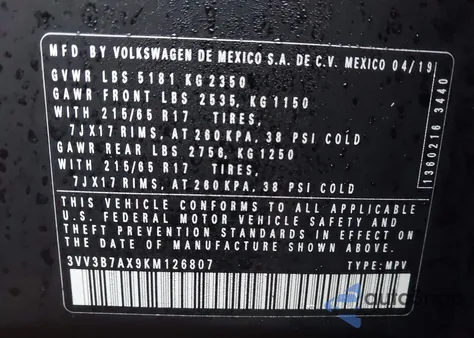 MFD BY VOLKSWAGEN DE MEXICO S.A. DE C.V. MEXICO 04/19
GVWR LBS 5181 KG 2350
GAWR FRONT LBS 2535, KG 1150
WITH 215/65 R17 TIRES,
7JX17 RIMS, AT 260 KPA, 38 PSI COLD
GAWR REAR LBS 2756, KG 1250
WITH 215/65 R17 TIRES,
7JX17 RIMS, AT 260 KPA, 38 PSI COLD
THIS VEHICLE CONFORMS TO ALL APPLICABLE
U.S. FEDERAL MOTOR VEHICLE SAFETY AND
THEFT PREVENTION STANDARDS IN EFFECT ON
THE DATE OF MANUFACTURE SHOWN ABOVE.
3VV3B7AX9KM126807 TYPE: MPV
1360216 3440